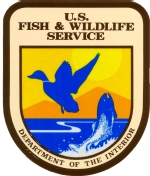 U.S.
FISH & WILDLIFE
SERVICE
DEPARTMENT OF THE INTERIOR